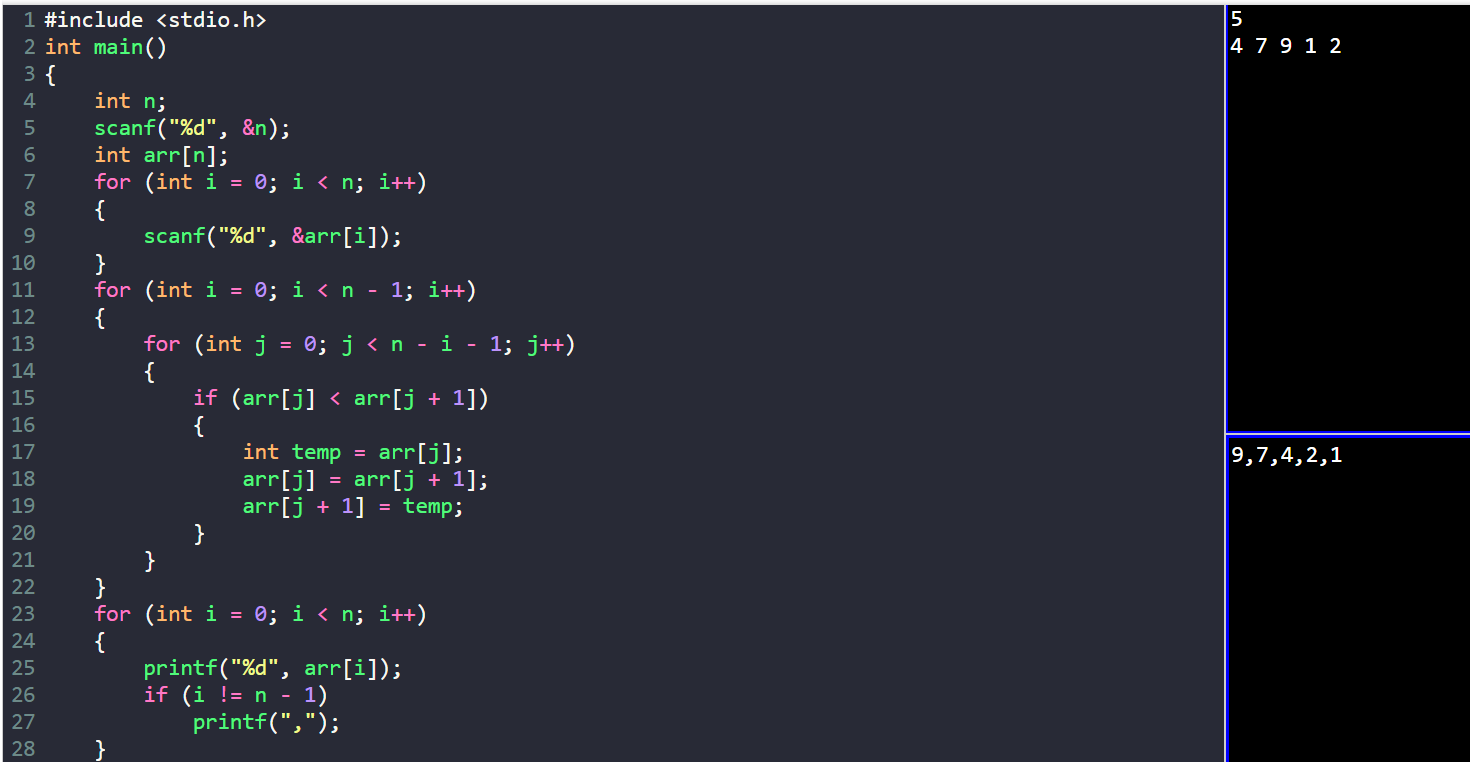 1 #include <stdio.h>
2 int main()
3 {
4     int n;
5     scanf("%d", &n);
6     int arr[n];
7     for (int i = 0; i < n; i++)
8     {
9         scanf("%d", &arr[i]);
10     }
11     for (int i = 0; i < n - 1; i++)
12     {
13         for (int j = 0; j < n - i - 1; j++)
14         {
15             if (arr[j] < arr[j + 1])
16             {
17                 int temp = arr[j];
18                 arr[j] = arr[j + 1];
19                 arr[j + 1] = temp;
20             }
21         }
22     }
23     for (int i = 0; i < n; i++)
24     {
25         printf("%d", arr[i]);
26         if (i != n - 1)
27             printf(",");
28     }
5
4 7 9 1 2
9,7,4,2,1